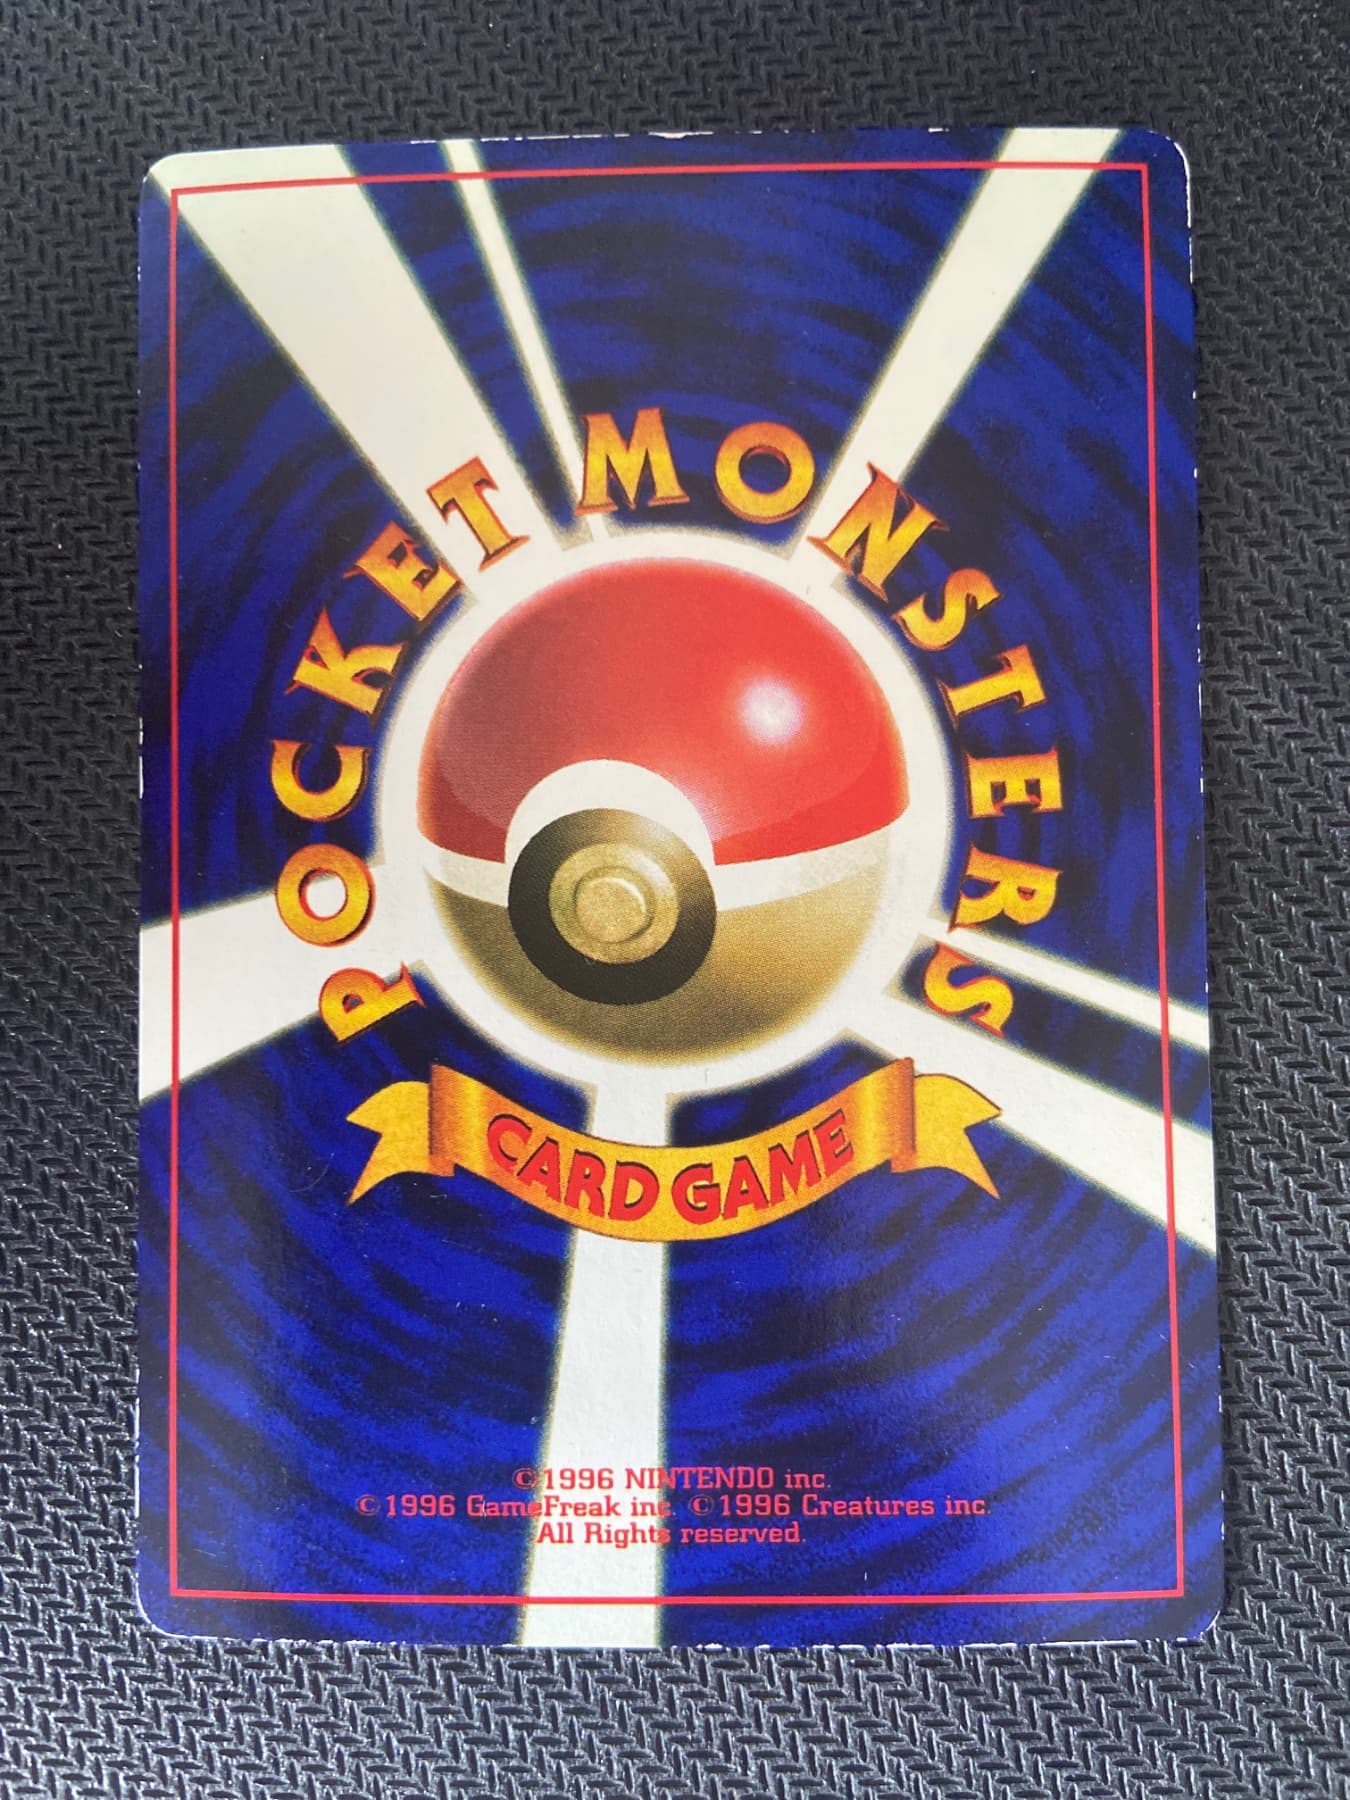 POCKET MONSTERS
CARD GAME
©1996 NINTENDO inc.
©1996 GameFreak inc. ©1996 Creatures inc.
All Rights reserved.